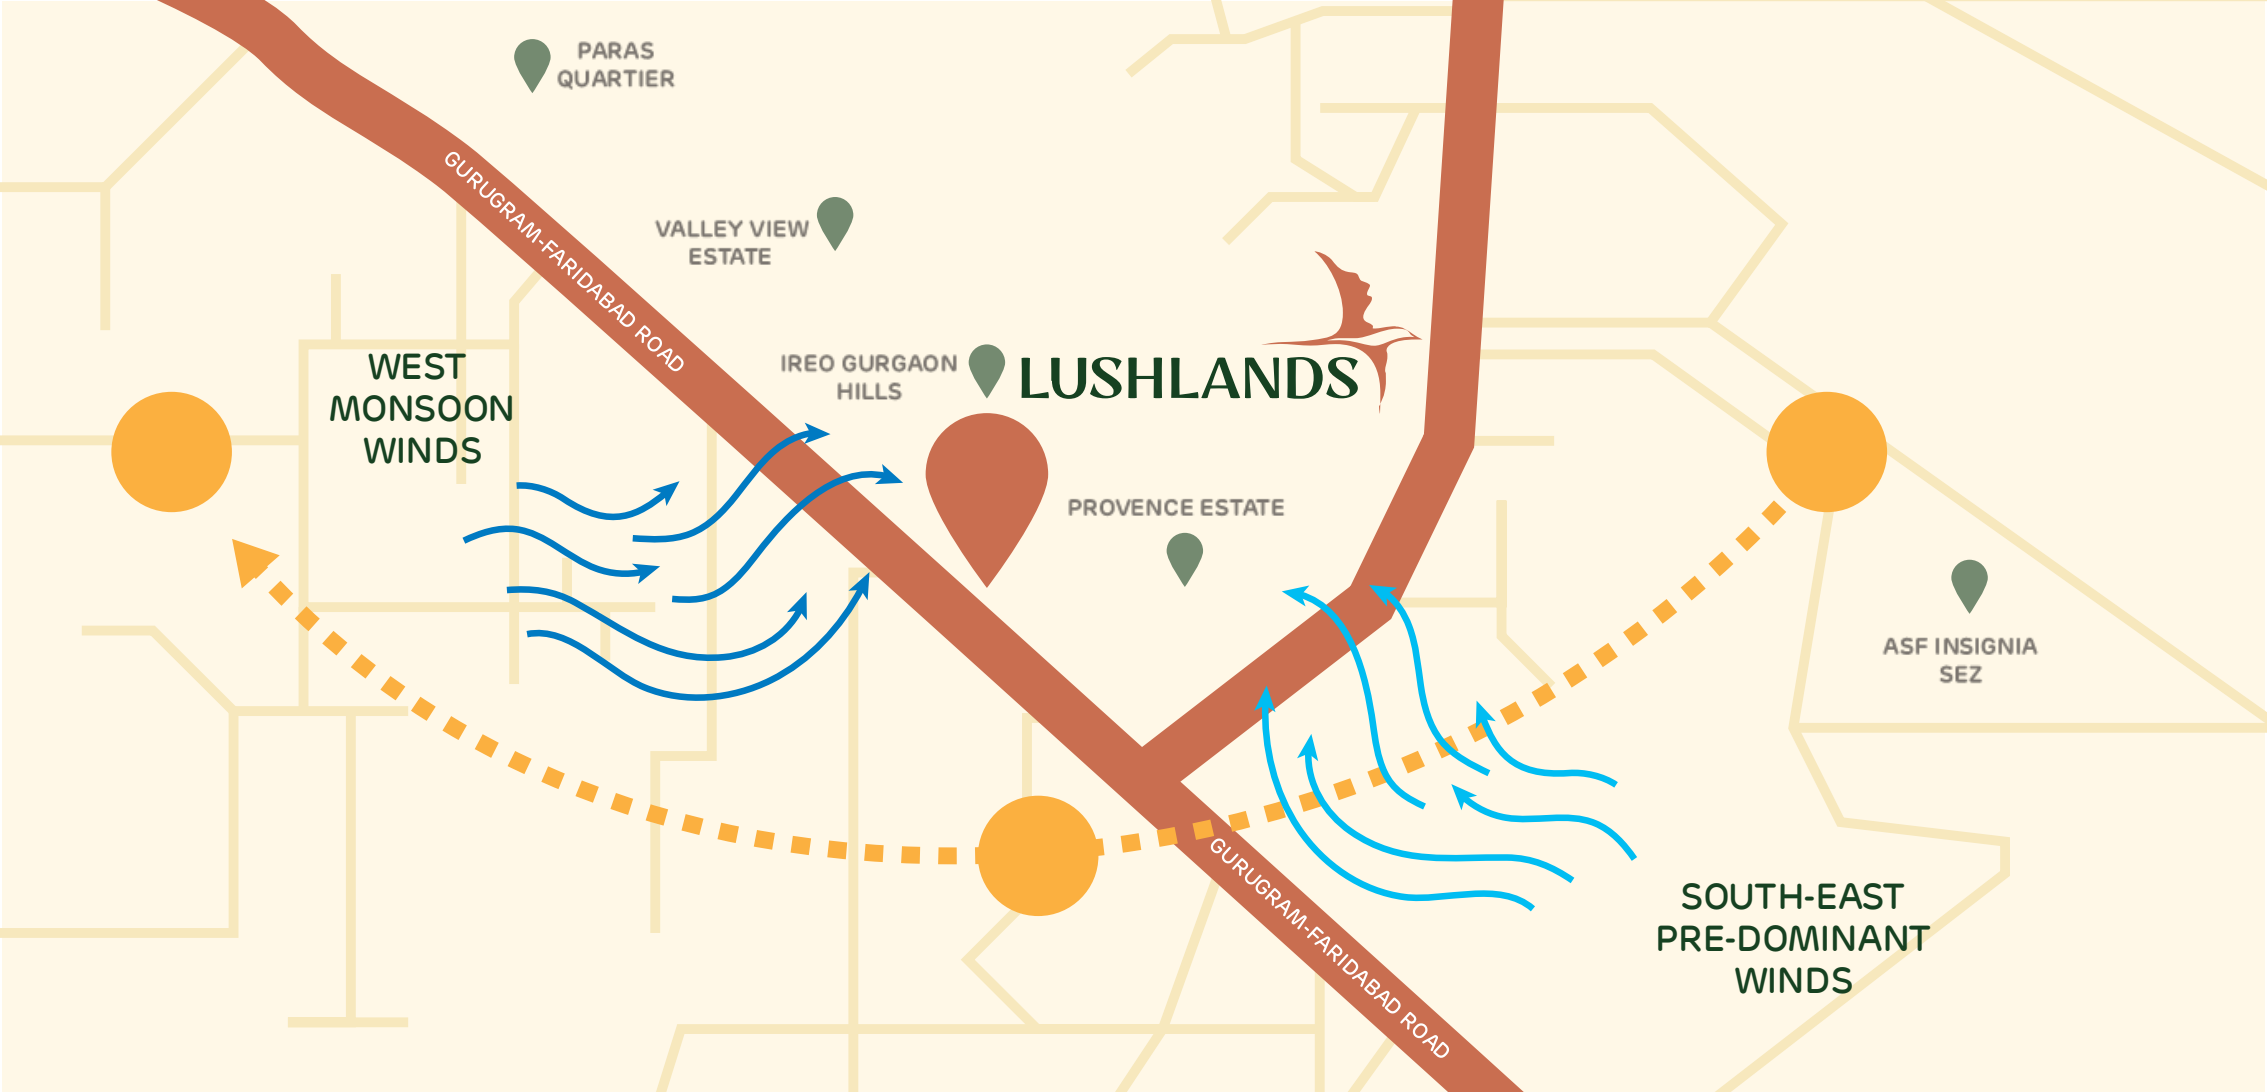 PARAS
QUARTIER
GURUGRAM-FARIDABAD ROAD
VALLEY VIEW
ESTATE
IREO GURGAON
HILLS
LUSHLANDS
WEST
MONSOON
WINDS
PROVENCE ESTATE
ASF INSIGNIA
SEZ
GURUGRAM-FARIDABAD ROAD
SOUTH-EAST
PRE-DOMINANT
WINDS